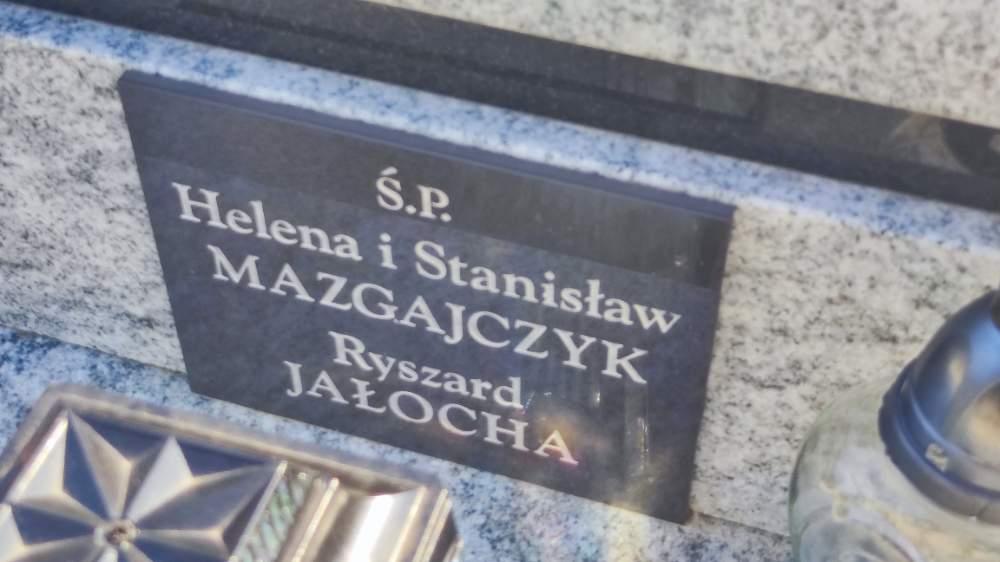 Ś.P.
Helena i Stanisław
MAZGAJCZYK
Ryszard
JAŁOCHA